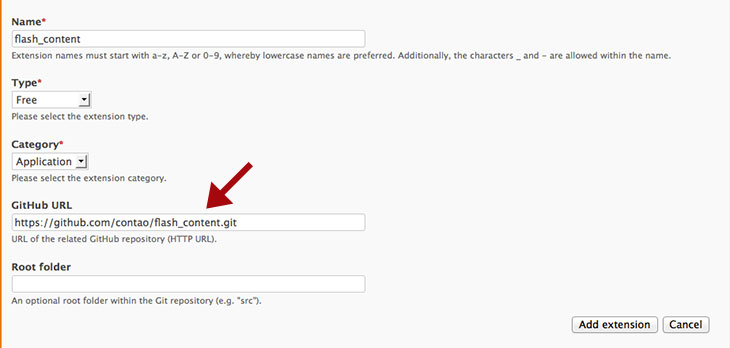 Name*
flash_content
Extension names must start with a-z, A-Z or 0-9, whereby lowercase names are preferred. Additionally, the characters _ and - are allowed within the name.
Type*
Free
Please select the extension type.
Category*
Application
Please select the extension category.
GitHub URL
https://github.com/contao/flash_content.git
URL of the related GitHub repository (HTTP URL).
Root folder
An optional root folder within the Git repository (e.g. "src").
Add extension Cancel